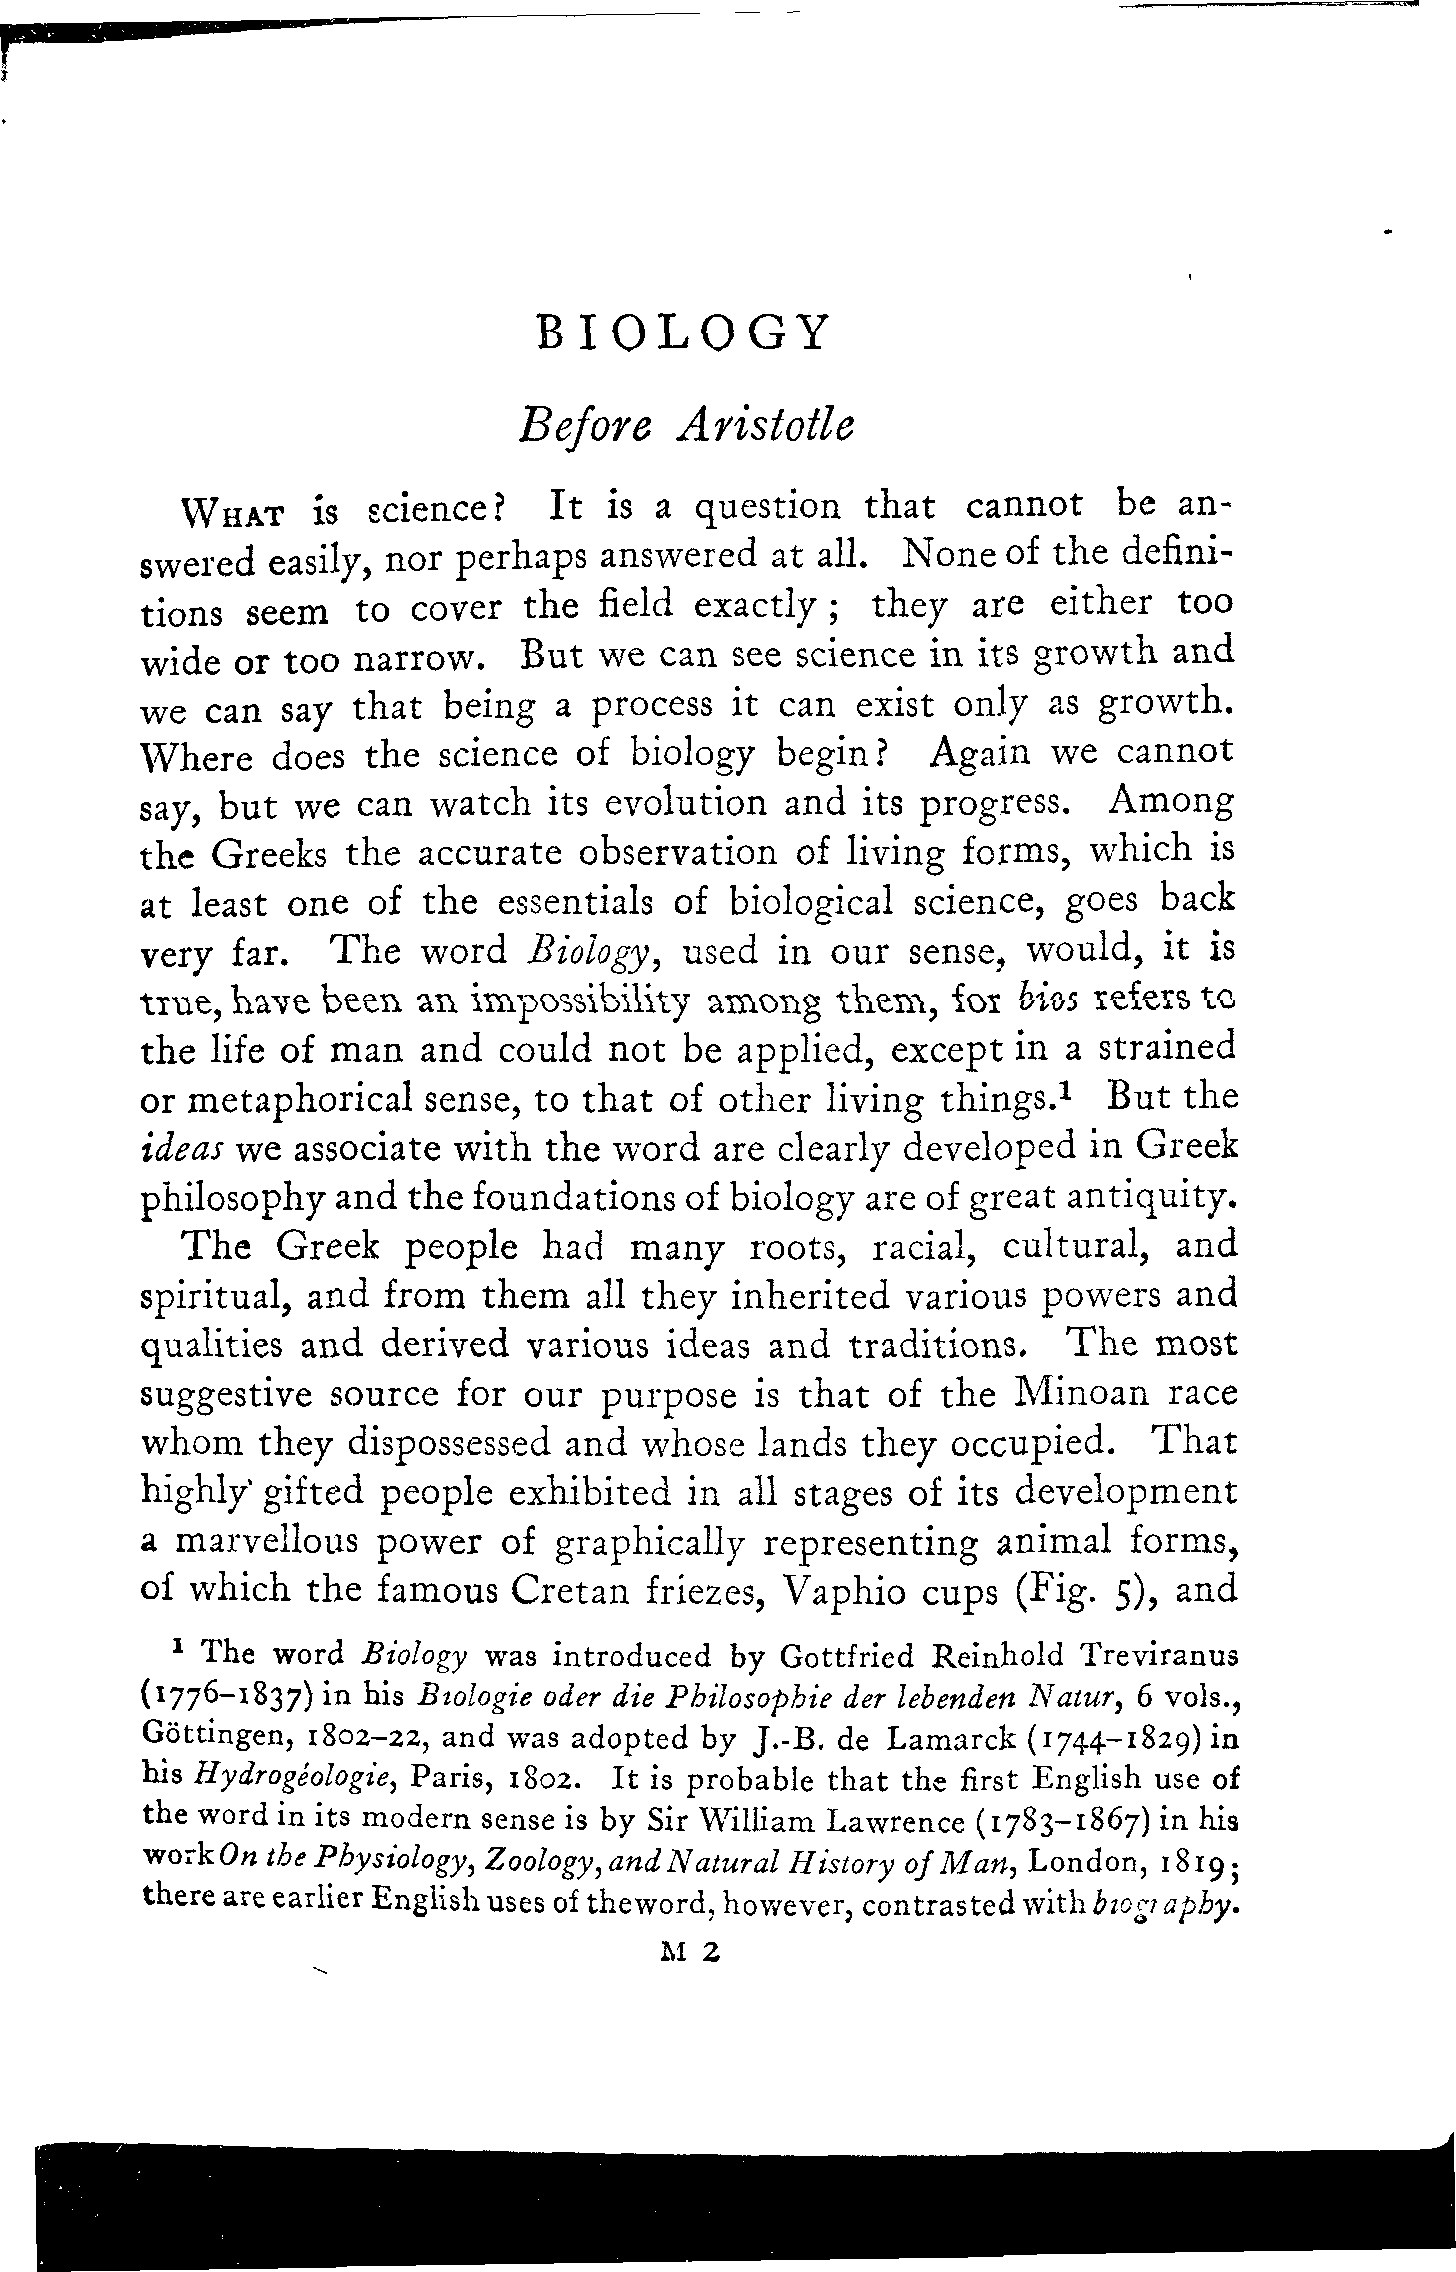 BIOLOGY
Before Aristotle
WHAT is science? It is a question that cannot be an-
swered easily, nor perhaps answered at all. None of the defini-
tions seem to cover the field exactly ; they are either too
wide or too narrow. But we can see science in its growth and
we can say that being a process it can exist only as growth.
Where does the science of biology begin? Again we cannot
say, but we can watch its evolution and its progress. Among
the Greeks the accurate observation of living forms, which is
at least one of the essentials of biological science, goes back
very far. The word Biology, used in our sense, would, it is
true, have been an impossibility among them, for bios refers to
the life of man and could not be applied, except in a strained
or metaphorical sense, to that of other living things.¹ But the
ideas we associate with the word are clearly developed in Greek
philosophy and the foundations of biology are of great antiquity.
The Greek people had many roots, racial, cultural, and
spiritual, and from them all they inherited various powers and
qualities and derived various ideas and traditions. The most
suggestive source for our purpose is that of the Minoan race
whom they dispossessed and whose lands they occupied. That
highly gifted people exhibited in all stages of its development
a marvellous power of graphically representing animal forms,
of which the famous Cretan friezes, Vaphio cups (Fig. 5), and
¹ The word Biology was introduced by Gottfried Reinhold Treviranus
(1776–1837) in his Biologie oder die Philosophie der lebenden Natur, 6 vols.,
Göttingen, 1802–22, and was adopted by J.-B. de Lamarck (1744–1829) in
his Hydrogéologie, Paris, 1802. It is probable that the first English use of
the word in its modern sense is by Sir William Lawrence (1783–1867) in his
work On the Physiology, Zoology, and Natural History of Man, London, 1819;
there are earlier English uses of the word, however, contrasted with biography.
M 2